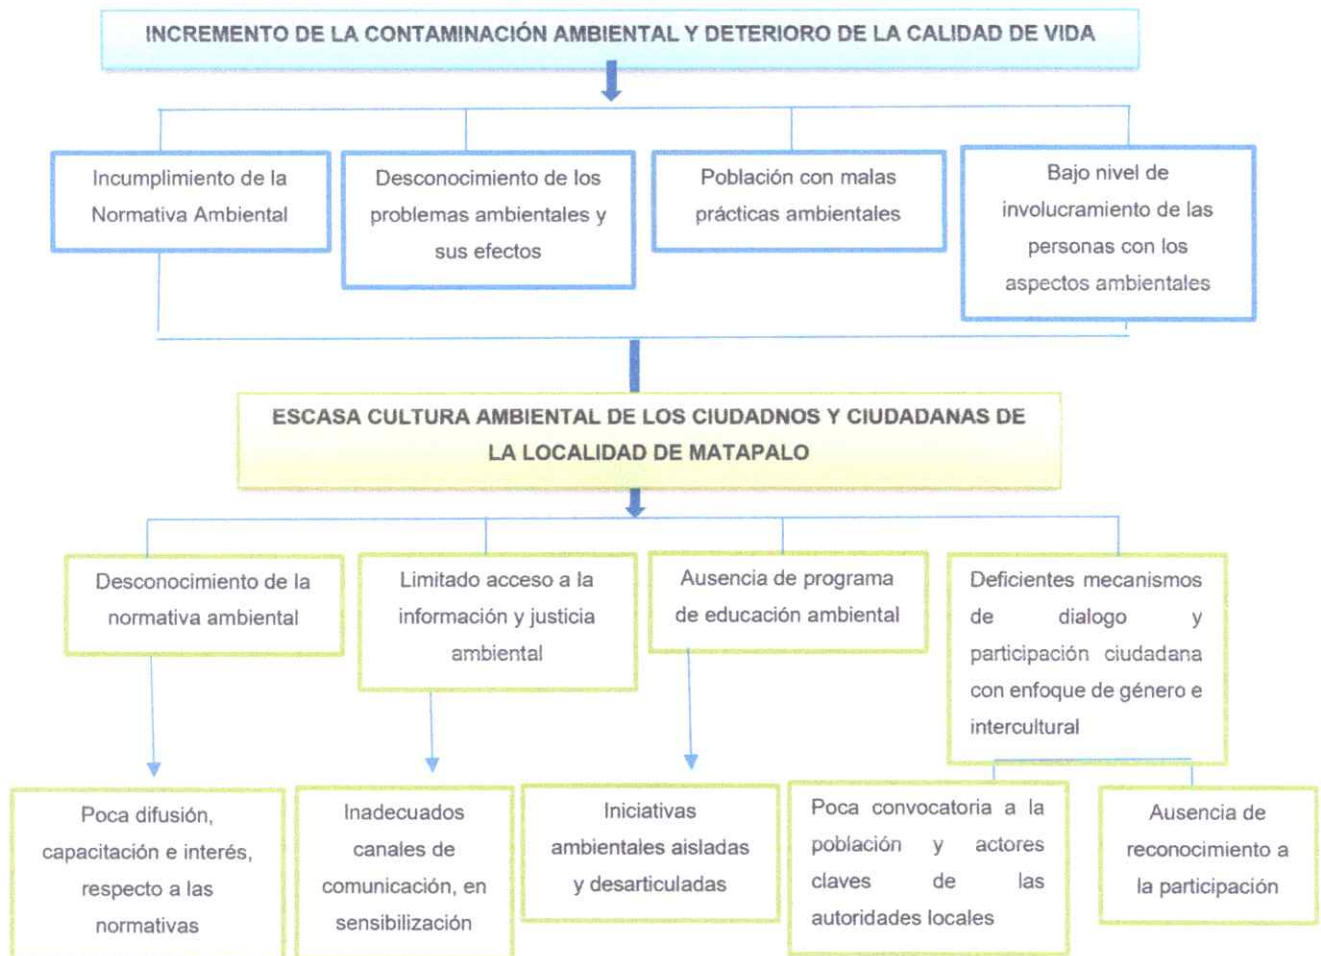 INCREMENTO DE LA CONTAMINACIÓN AMBIENTAL Y DETERIORO DE LA CALIDAD DE VIDA
Incumplimiento de la
Normativa Ambiental
Desconocimiento de los
problemas ambientales y
sus efectos
Población con malas
prácticas ambientales
Bajo nivel de
involucramiento de las
personas con los
aspectos ambientales
ESCASA CULTURA AMBIENTAL DE LOS CIUDADNOS Y CIUDADANAS DE
LA LOCALIDAD DE MATAPALO
Desconocimiento de la
normativa ambiental
Limitado acceso a la
información y justicia
ambiental
Ausencia de programa
de educación ambiental
Deficientes mecanismos
de dialogo y
participación ciudadana
con enfoque de género e
intercultural
Poca difusión,
capacitación e interés,
respecto a las
normativas
Inadecuados
canales de
comunicación, en
sensibilización
Iniciativas
ambientales aisladas
y desarticuladas
Poca convocatoria a la
población y actores
claves de las
autoridades locales
Ausencia de
reconocimiento a
la participación